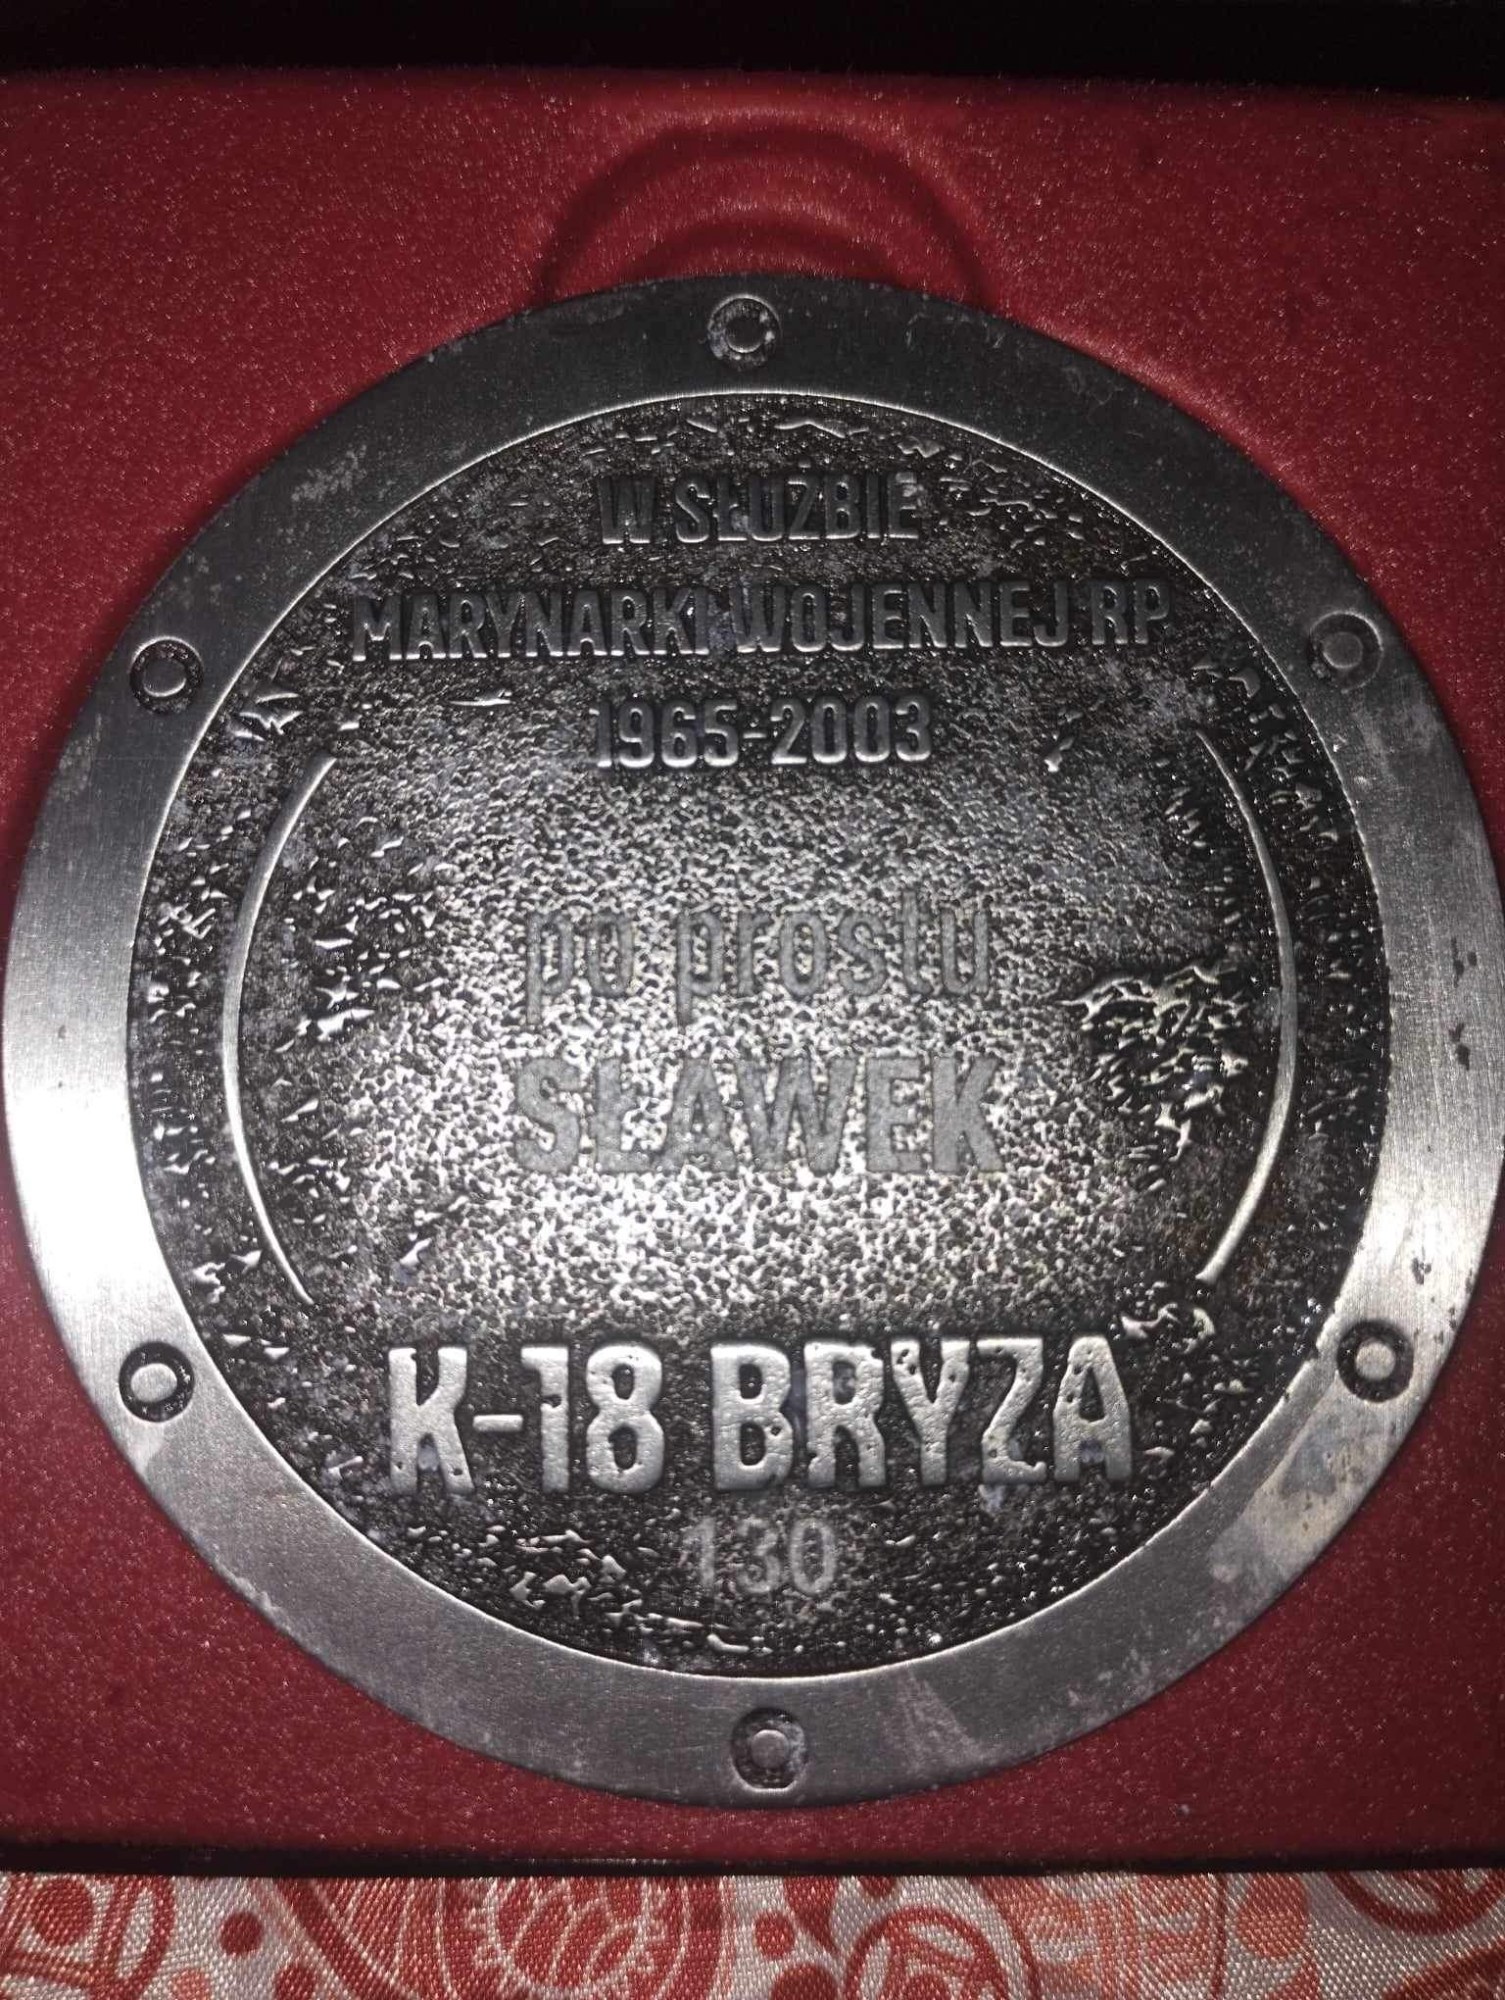 W SŁUŻBIE
MARYNARKI WOJENNEJ RP
1965-2003
po prostu
SŁAWEK
K-18 BRYZA
130